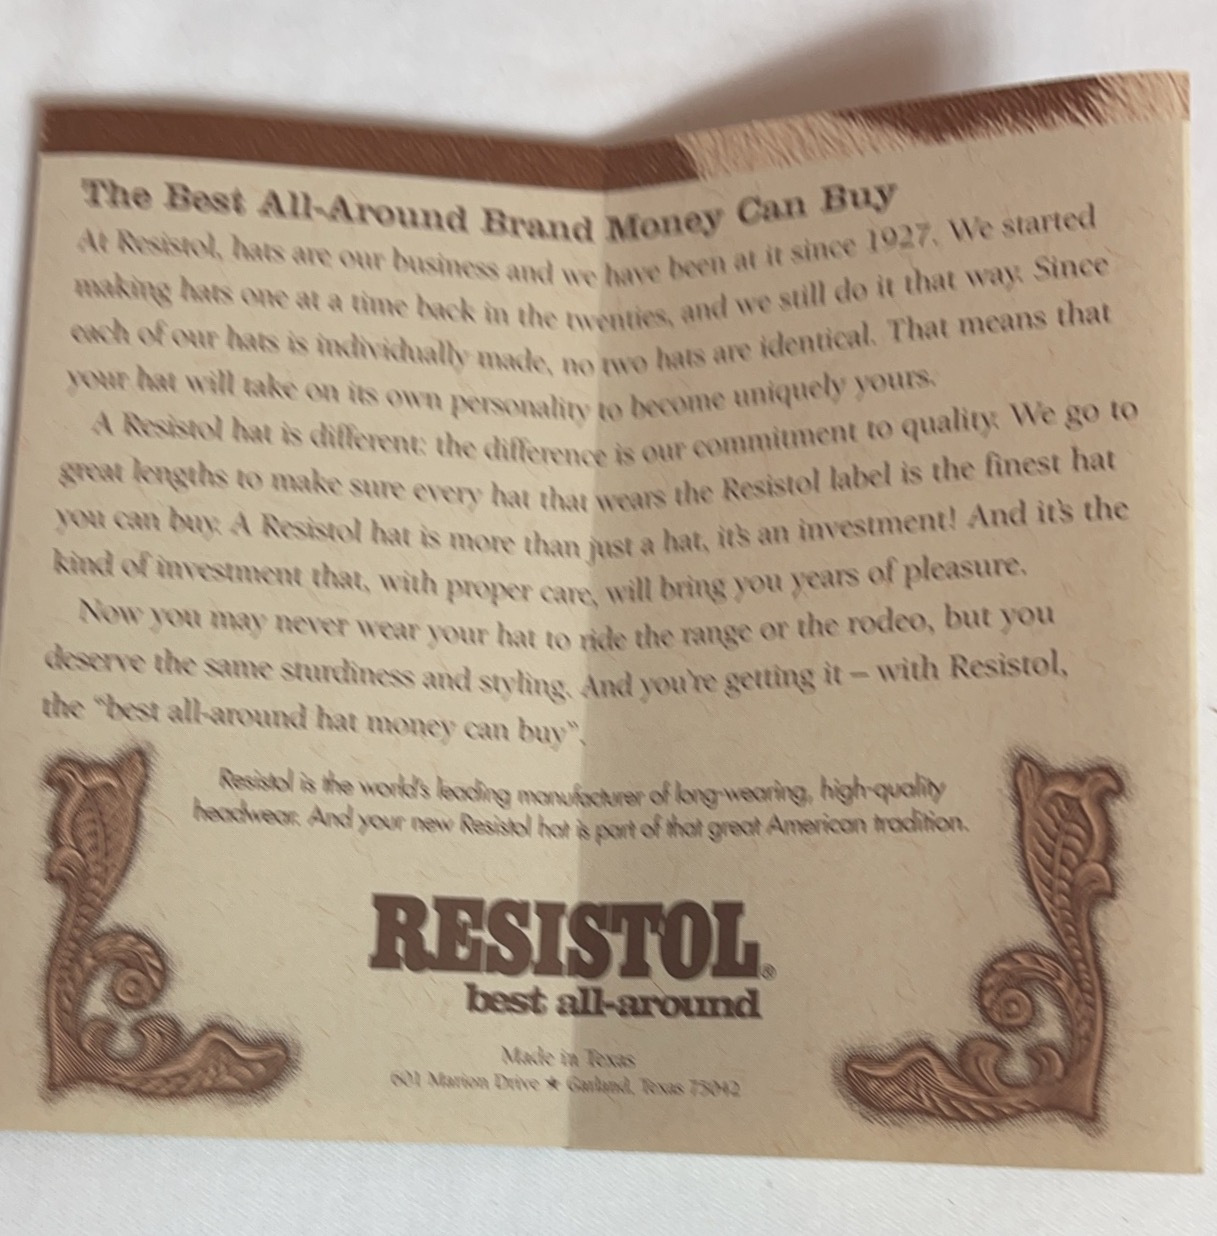 The Best All-Around Brand Money Can Buy
At Resistol, hats are our business and we have been at it since 1927. We started
making hats one at a time back in the twenties, and we still do it that way. Since
each of our hats is individually made, no two hats are identical. That means that
your hat will take on its own personality to become uniquely yours.
A Resistol hat is different: the difference is our commitment to quality. We go to
great lengths to make sure every hat that wears the Resistol label is the finest hat
you can buy. A Resistol hat is more than just a hat, it's an investment! And it's the
kind of investment that, with proper care, will bring you years of pleasure.
Now you may never wear your hat to ride the range or the rodeo, but you
deserve the same sturdiness and styling. And you're getting it – with Resistol,
the "best all-around hat money can buy".
Resistol is the world's leading manufacturer of long-wearing, high-quality
headwear. And your new Resistol hat is part of that great American tradition.
RESISTOL®
best all-around
Made in Texas
601 Marion Drive ★ Garland, Texas 75042